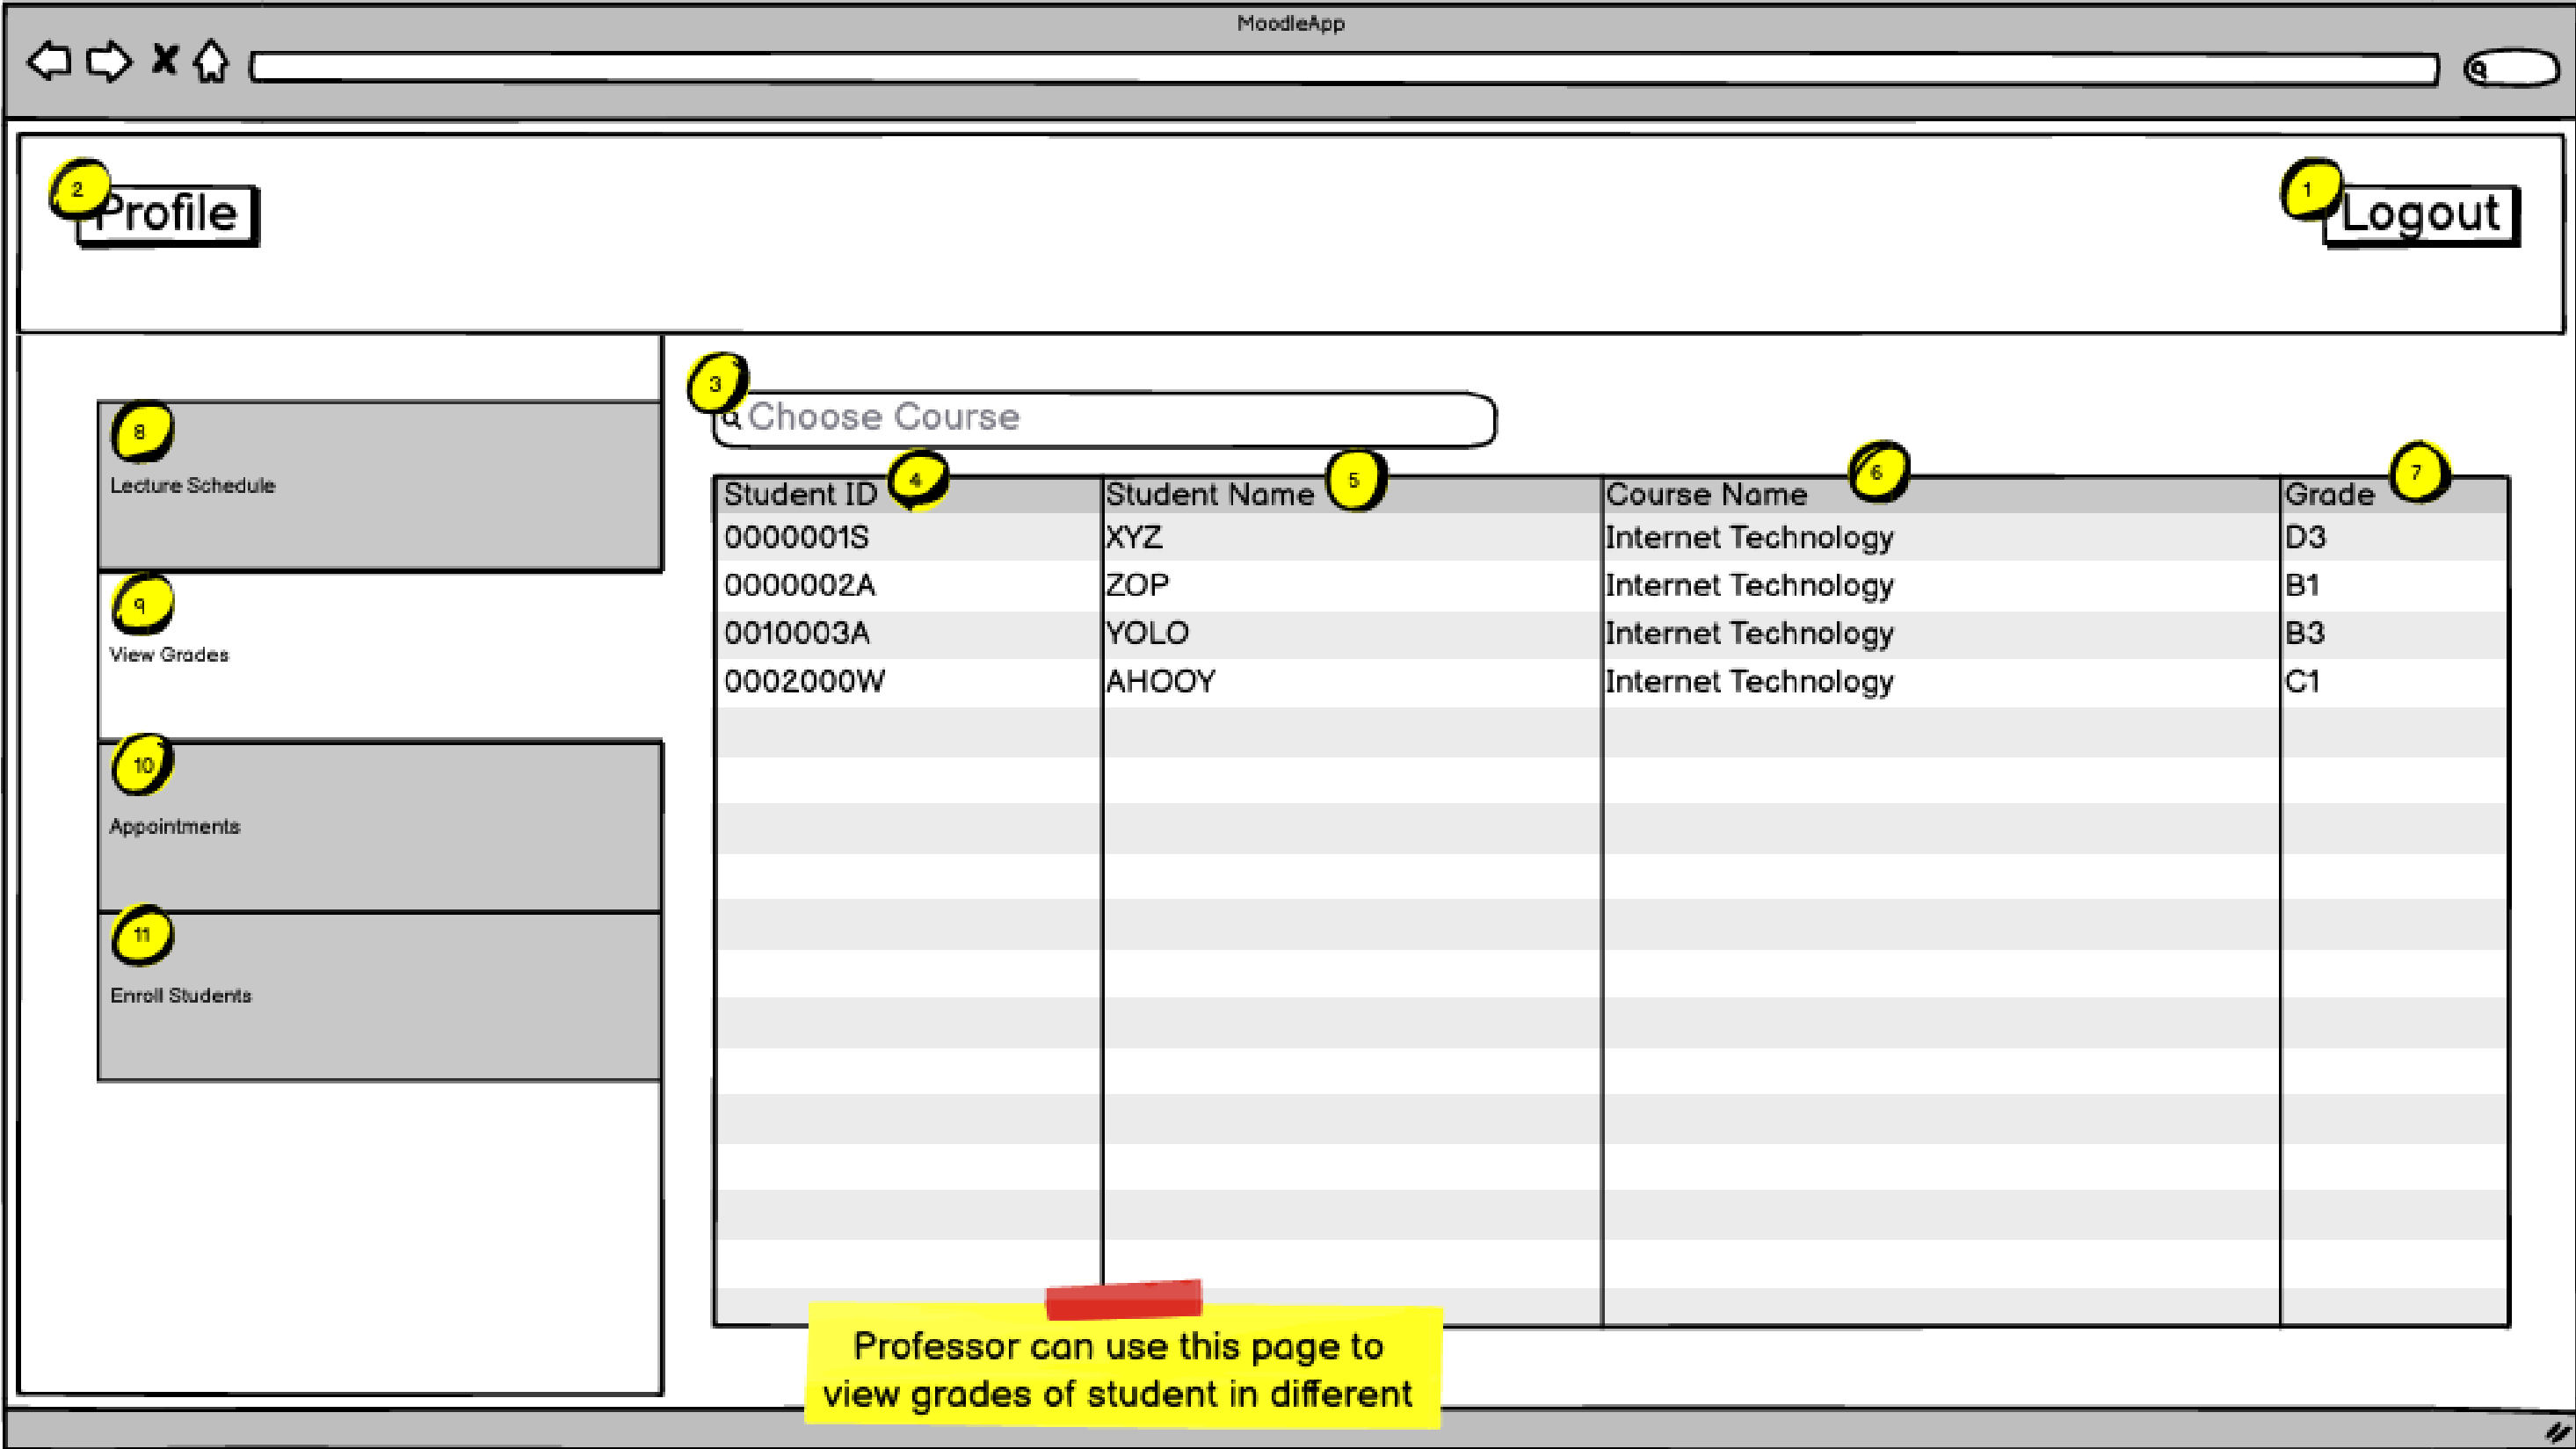 MoodleApp
2
Profile
1
Logout
3
Choose Course
8
Lecture Schedule
9
View Grades
10
Appointments
11
Enroll Students
4 5 6 7
Student ID Student Name Course Name Grade
0000001S XYZ Internet Technology D3
0000002A ZOP Internet Technology B1
0010003A YOLO Internet Technology B3
0002000W AHOOY Internet Technology C1
Professor can use this page to
view grades of student in different